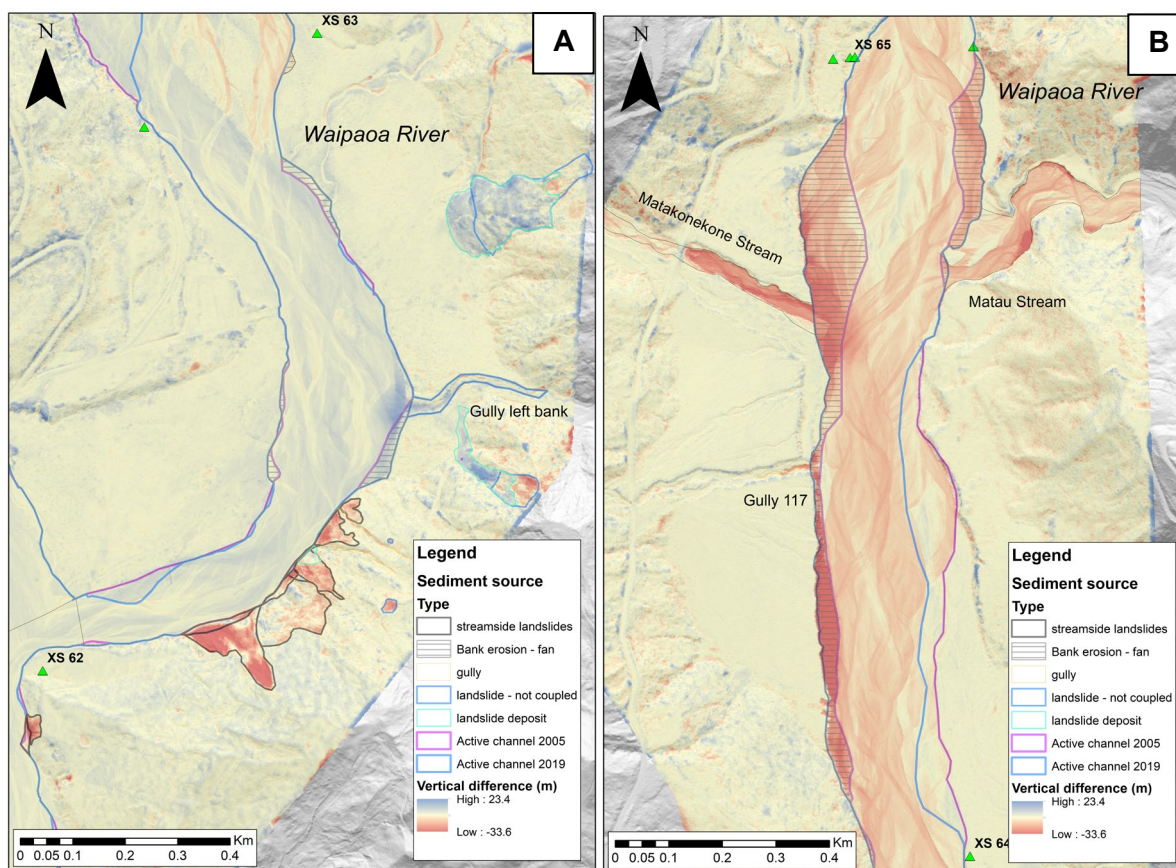 A
N
XS 63
Waipaoa River
Gully left bank
XS 62
Legend
Sediment source
Type
streamside landslides
Bank erosion - fan
gully
landslide - not coupled
landslide deposit
Active channel 2005
Active channel 2019
Vertical difference (m)
High : 23.4
Low : -33.6
Km
0 0.05 0.1 0.2 0.3 0.4
B
N
XS 65
Waipaoa River
Matakonekone Stream
Matau Stream
Gully 117
Legend
Sediment source
Type
streamside landslides
Bank erosion - fan
gully
landslide - not coupled
landslide deposit
Active channel 2005
Active channel 2019
Vertical difference (m)
High : 23.4
Low : -33.6
XS 64
Km
0 0.05 0.1 0.2 0.3 0.4